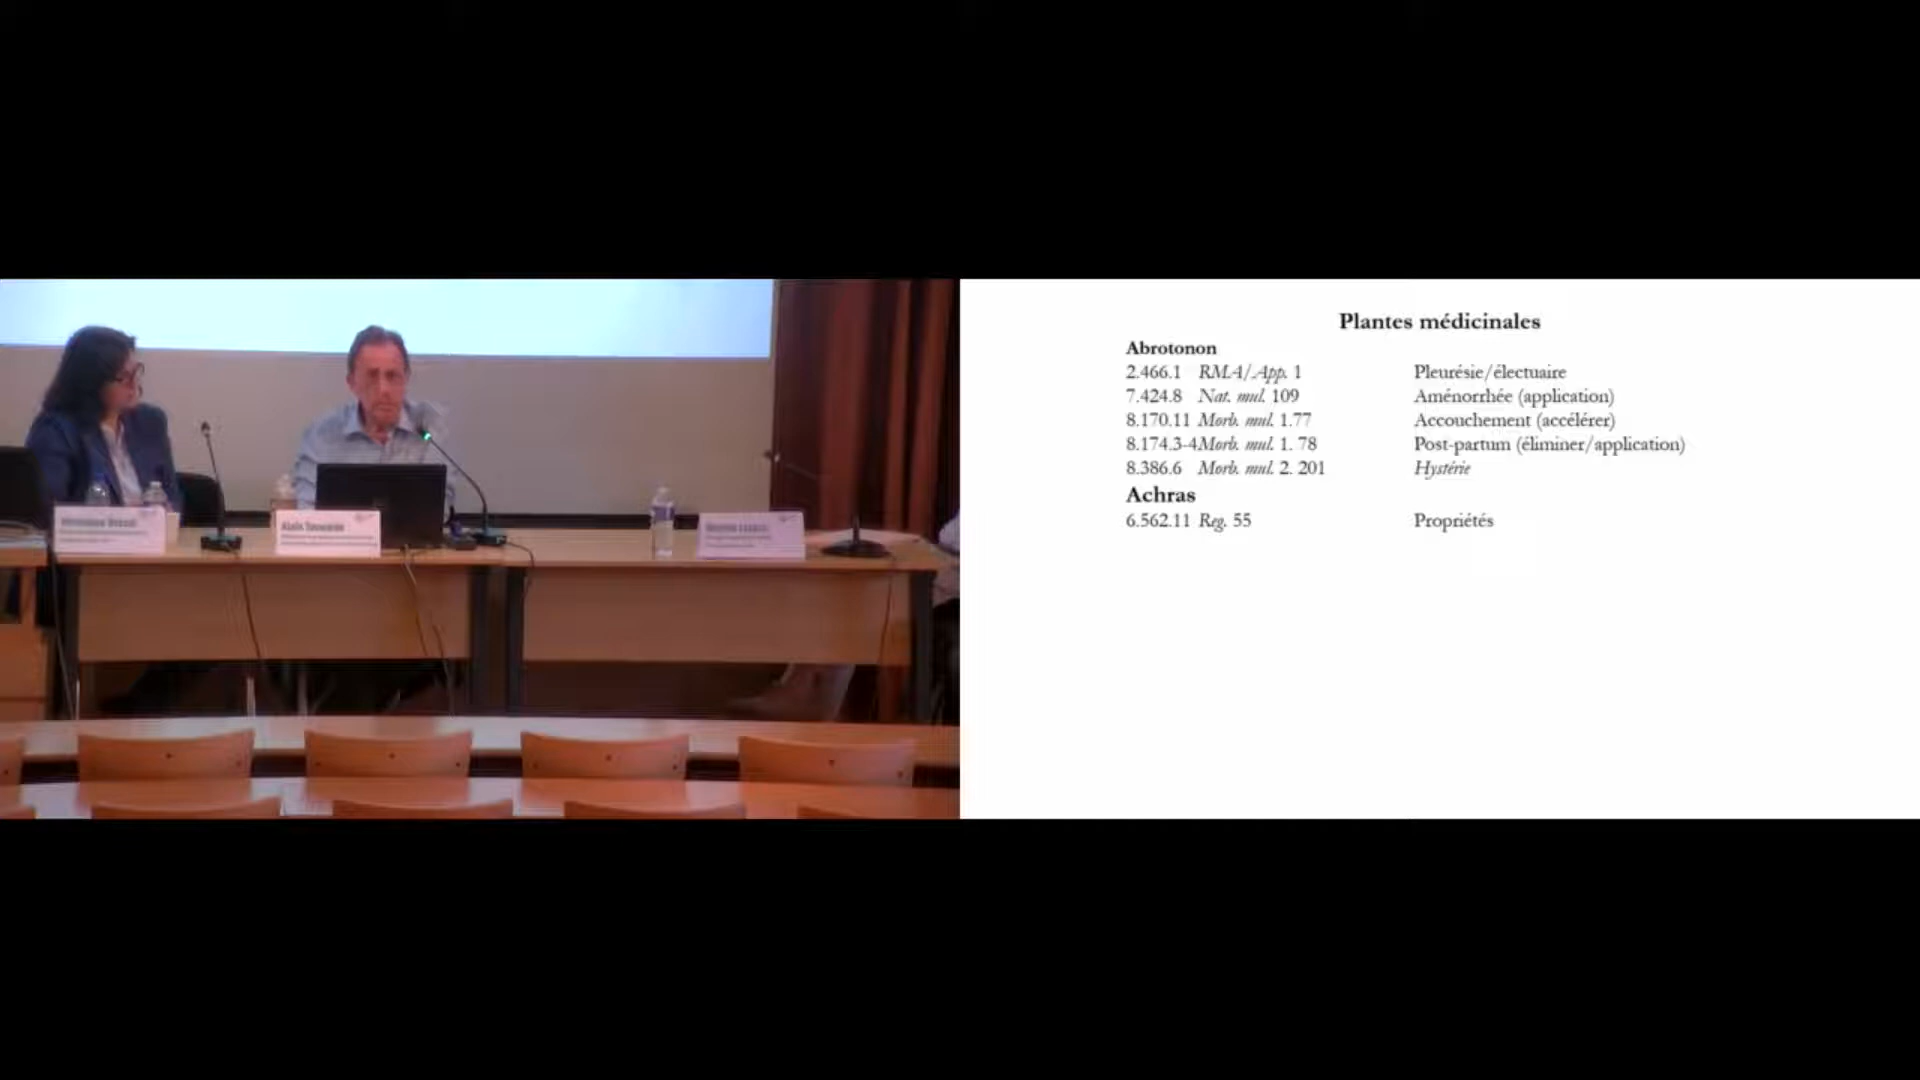 Alain Touwaide
Plantes médicinales
Abrotonon
2.466.1 RMA/App. 1 Pleurésie/électuaire
7.424.8 Nat. mul. 109 Aménorrhée (application)
8.170.11 Morb. mul. 1.77 Accouchement (accélérer)
8.174.3-4Morb. mul. 1. 78 Post-partum (éliminer/application)
8.386.6 Morb. mul. 2. 201 Hystérie
Achras
6.562.11 Reg. 55 Propriétés